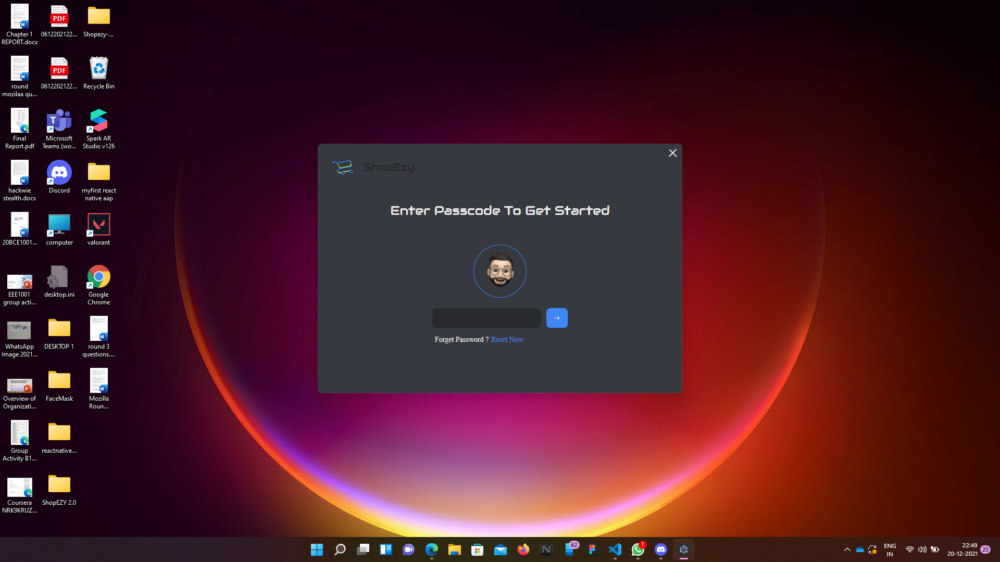 Chapter 1
REPORT.docx
PDF
0612202122...
Shopezy-...
round
mozilaa qu...
PDF
0612202122...
Recycle Bin
Final
Report.pdf
Microsoft
Teams (wo...
Spark AR
Studio v126
hackwie
stealth.docx
Discord
myfirst react
native aap
20BCE1001...
computer
valorant
EEE1001
group acti...
desktop.ini
Google
Chrome
WhatsApp
Image 2021...
DESKTOP 1
round 3
questions....
Overview of
Organizati...
FaceMask
Mozilla
Roun...
Group
Activity B1...
reactnative...
Coursera
NRK9KRUZ...
ShopEZY 2.0
ShopEzy
Enter Passcode To Get Started
Forget Password ? Reset Now
62
ENG
IN
22:49
20-12-2021
20